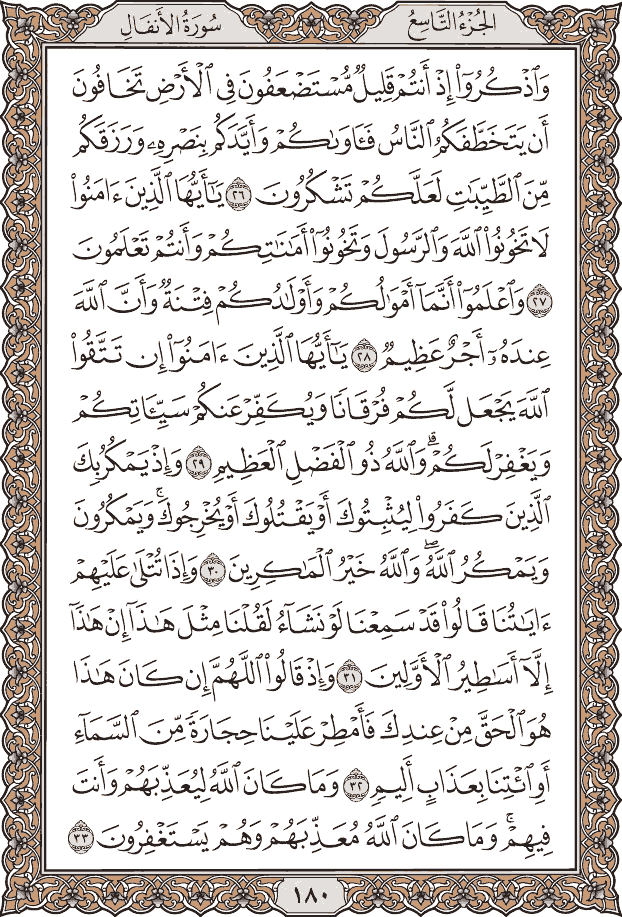 الجُزْءُ التَّاسِعُ
سُورَةُ الأَنفَالِ
وَٱذۡكُرُوٓاْ إِذۡ أَنتُمۡ قَلِيلٞ مُّسۡتَضۡعَفُونَ فِي ٱلۡأَرۡضِ تَخَافُونَ
أَن يَتَخَطَّفَكُمُ ٱلنَّاسُ فَـَٔاوَىٰكُمۡ وَأَيَّدَكُم بِنَصۡرِهِۦ وَرَزَقَكُم
مِّنَ ٱلطَّيِّبَٰتِ لَعَلَّكُمۡ تَشۡكُرُونَ ٢٦ يَٰٓأَيُّهَا ٱلَّذِينَ ءَامَنُواْ
لَا تَخُونُواْ ٱللَّهَ وَٱلرَّسُولَ وَتَخُونُوٓاْ أَمَٰنَٰتِكُمۡ وَأَنتُمۡ تَعۡلَمُونَ
٢٧ وَٱعۡلَمُوٓاْ أَنَّمَآ أَمۡوَٰلُكُمۡ وَأَوۡلَٰدُكُمۡ فِتۡنَةٞ وَأَنَّ ٱللَّهَ
عِندَهُۥٓ أَجۡرٌ عَظِيمٞ ٢٨ يَٰٓأَيُّهَا ٱلَّذِينَ ءَامَنُوٓاْ إِن تَتَّقُواْ
ٱللَّهَ يَجۡعَل لَّكُمۡ فُرۡقَانٗا وَيُكَفِّرۡ عَنكُمۡ سَيِّـَٔاتِكُمۡ
وَيَغۡفِرۡ لَكُمۡۗ وَٱللَّهُ ذُو ٱلۡفَضۡلِ ٱلۡعَظِيمِ ٢٩ وَإِذۡ يَمۡكُرُ بِكَ
ٱلَّذِينَ كَفَرُواْ لِيُثۡبِتُوكَ أَوۡ يَقۡتُلُوكَ أَوۡ يُخۡرِجُوكَۚ وَيَمۡكُرُونَ
وَيَمۡكُرُ ٱللَّهُۖ وَٱللَّهُ خَيۡرُ ٱلۡمَٰكِرِينَ ٣٠ وَإِذَا تُتۡلَىٰ عَلَيۡهِمۡ
ءَايَٰتُنَا قَالُواْ قَدۡ سَمِعۡنَا لَوۡ نَشَآءُ لَقُلۡنَا مِثۡلَ هَٰذَآ إِنۡ هَٰذَآ
إِلَّآ أَسَٰطِيرُ ٱلۡأَوَّلِينَ ٣١ وَإِذۡ قَالُواْ ٱللَّهُمَّ إِن كَانَ هَٰذَا
هُوَ ٱلۡحَقَّ مِنۡ عِندِكَ فَأَمۡطِرۡ عَلَيۡنَا حِجَارَةٗ مِّنَ ٱلسَّمَآءِ
أَوِ ٱئۡتِنَا بِعَذَابٍ أَلِيمٖ ٣٢ وَمَا كَانَ ٱللَّهُ لِيُعَذِّبَهُمۡ وَأَنتَ
فِيهِمۡۚ وَمَا كَانَ ٱللَّهُ مُعَذِّبَهُمۡ وَهُمۡ يَسۡتَغۡفِرُونَ ٣٣
١٨٠